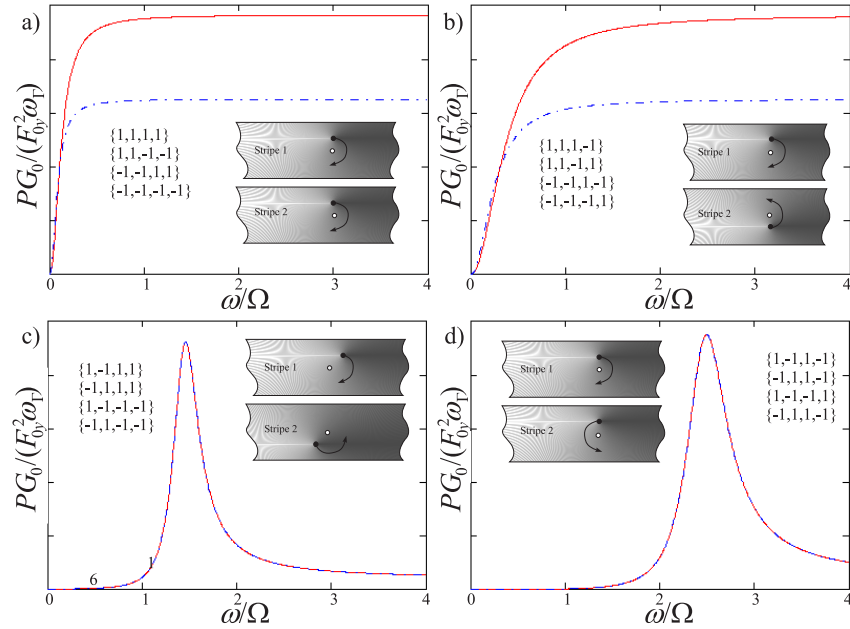 a)
PG₀/(F²₀yω_Γ)
{1,1,1,1}
{1,1,-1,-1}
{-1,-1,1,1}
{-1,-1,-1,-1}
Stripe 1
Stripe 2
0 1 2 3 4
ω/Ω
b)
PG₀/(F²₀yω_Γ)
{1,1,1,-1}
{1,1,-1,1}
{-1,-1,1,-1}
{-1,-1,-1,1}
Stripe 1
Stripe 2
0 1 2 3 4
ω/Ω
c)
PG₀/(F²₀yω_Γ)
{1,-1,1,1}
{-1,1,1,1}
{1,-1,-1,-1}
{-1,1,-1,-1}
Stripe 1
Stripe 2
6
1
0 1 2 3 4
ω/Ω
d)
PG₀/(F²₀yω_Γ)
Stripe 1
Stripe 2
{1,-1,1,-1}
{-1,1,1,-1}
{1,-1,-1,1}
{-1,1,1,-1}
0 1 2 3 4
ω/Ω